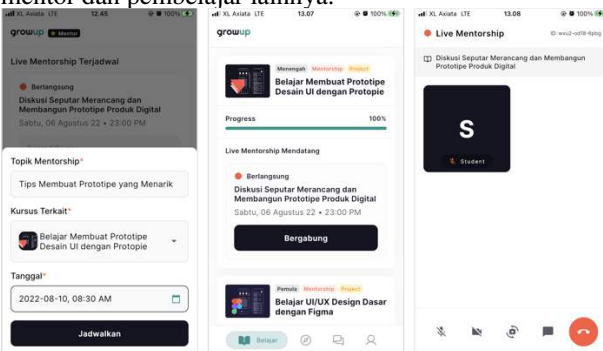 mentor dan pembelajar lainnya.
XL Axiata LTE 12.45 100%
growup Mentor
Live Mentorship Terjadwal
Berlangsung
Diskusi Seputar Merancang dan
Membangun Prototipe Produk Digital
Sabtu, 06 Agustus 22 • 23:00 PM
Topik Mentorship*
Tips Membuat Prototipe yang Menarik
Kursus Terkait*
Belajar Membuat Prototipe
Desain UI dengan Protopie
Tanggal*
2022-08-10, 08:30 AM
Jadwalkan
XL Axiata LTE 13.07 100%
growup
Menengah Mentorship Project
Belajar Membuat Prototipe
Desain UI dengan Protopie
Progress 100%
Live Mentorship Mendatang
Berlangsung
Diskusi Seputar Merancang dan
Membangun Prototipe Produk Digital
Sabtu, 06 Agustus 22 • 23:00 PM
Bergabung
Pemula Mentorship Project
Belajar UI/UX Design Dasar
dengan Figma
Belajar
XL Axiata LTE 13.08 100%
Live Mentorship
Diskusi Seputar Merancang dan Membangun
Prototipe Produk Digital
S
Student